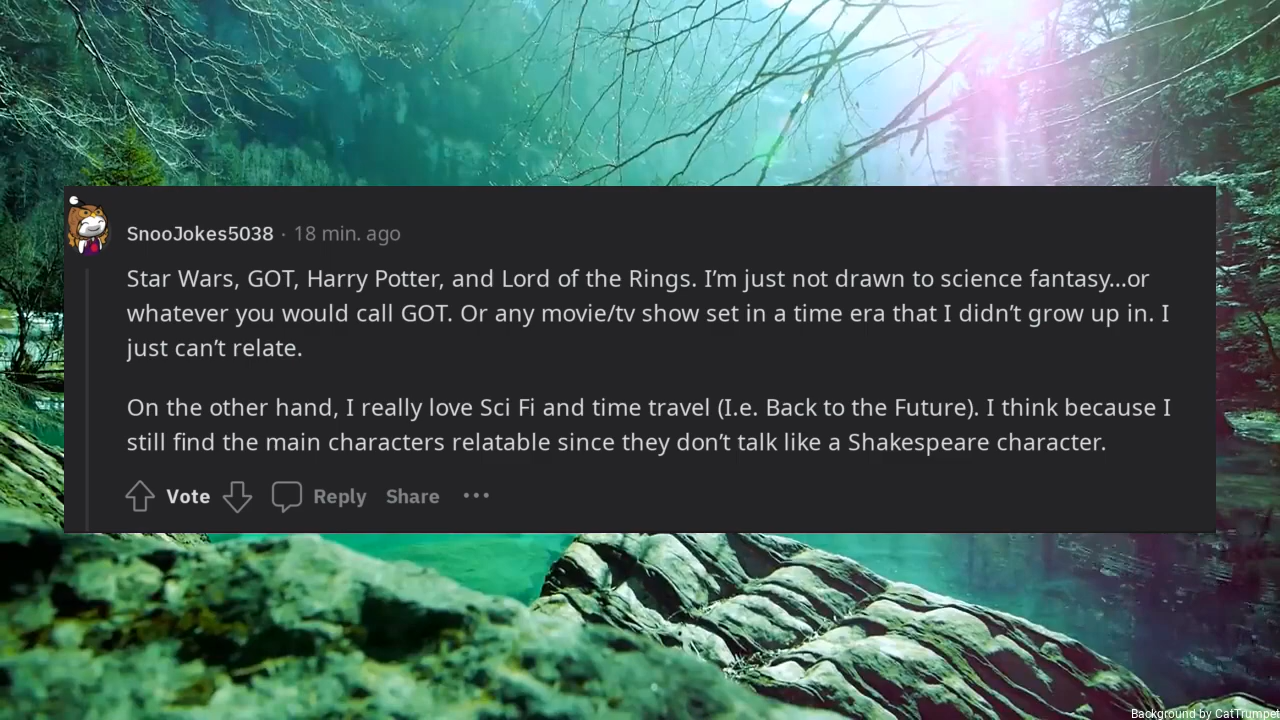 SnooJokes5038 · 18 min. ago
Star Wars, GOT, Harry Potter, and Lord of the Rings. I’m just not drawn to science fantasy...or
whatever you would call GOT. Or any movie/tv show set in a time era that I didn’t grow up in. I
just can’t relate.
On the other hand, I really love Sci Fi and time travel (I.e. Back to the Future). I think because I
still find the main characters relatable since they don’t talk like a Shakespeare character.
Vote Reply Share ···
Background by CatTrumpet